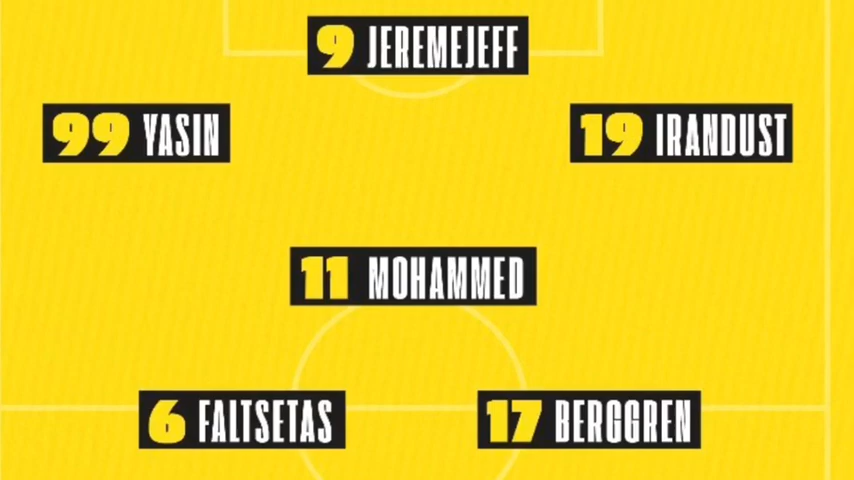 9 JEREMEJEFF
99 YASIN
19 IRANDUST
11 MOHAMMED
6 FALTSETAS
17 BERGGREN